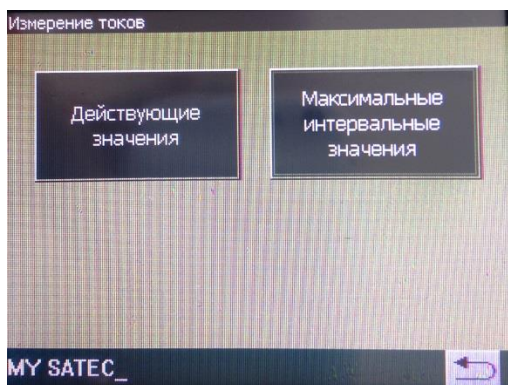 Измерение токов
Действующие
значения
Максимальные
интервальные
значения
MY SATEC_